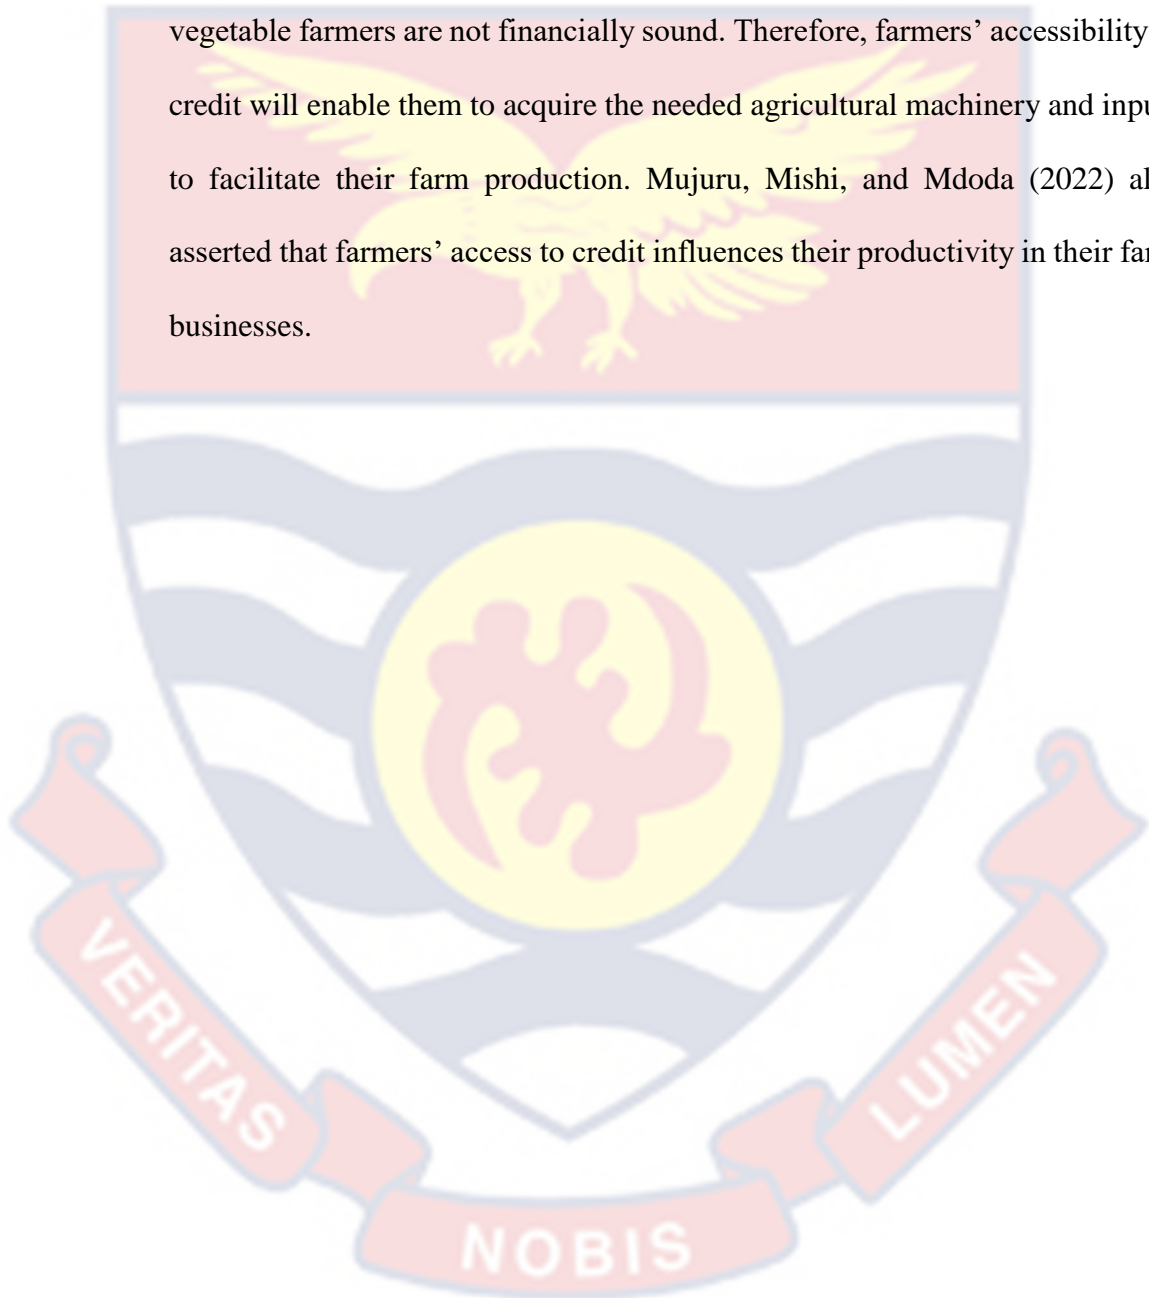 vegetable farmers are not financially sound. Therefore, farmers’ accessibility
credit will enable them to acquire the needed agricultural machinery and inpu
to facilitate their farm production. Mujuru, Mishi, and Mdoda (2022) al
asserted that farmers’ access to credit influences their productivity in their far
businesses.
VERITAS
NOBIS
LUMEN